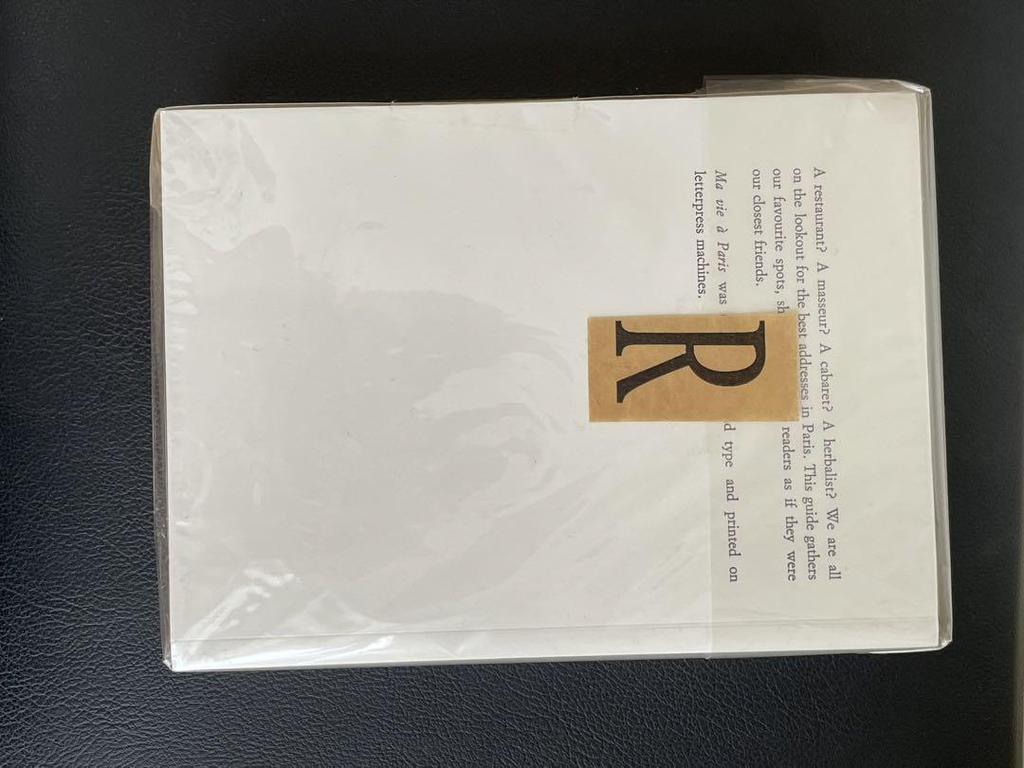 A restaurant? A masseur? A cabaret? A herbalist? We are all
on the lookout for the best addresses in Paris. This guide gathers
our favourite spots, sh readers as if they were
our closest friends.
Ma vie à Paris was d type and printed on
letterpress machines.
R